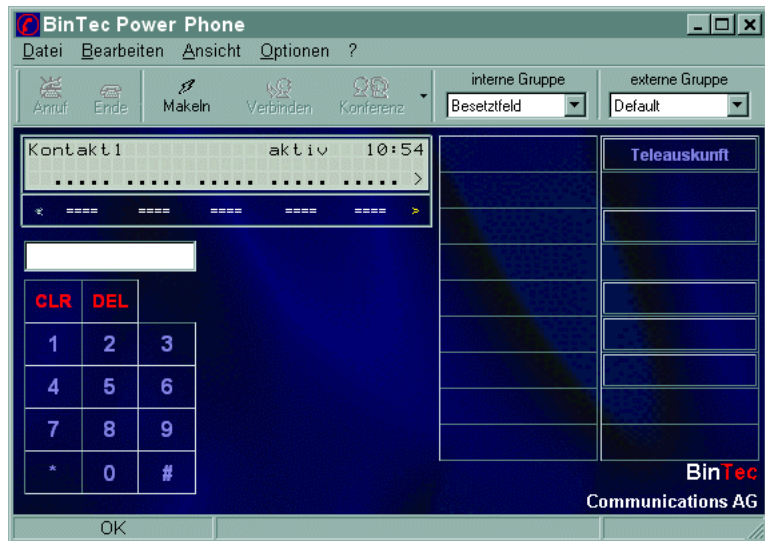 BinTec Power Phone
Datei Bearbeiten Ansicht Optionen ?
Anruf Ende Makeln Verbinden Konferenz
interne Gruppe externe Gruppe
Besetztfeld Default
Kontakt1 aktiv 10:54
..... ..... ..... ..... ..... >
< ==== ==== ==== ==== ==== >
Teleauskunft
CLR DEL
1 2 3
4 5 6
7 8 9
* 0 #
BinTec
Communications AG
OK